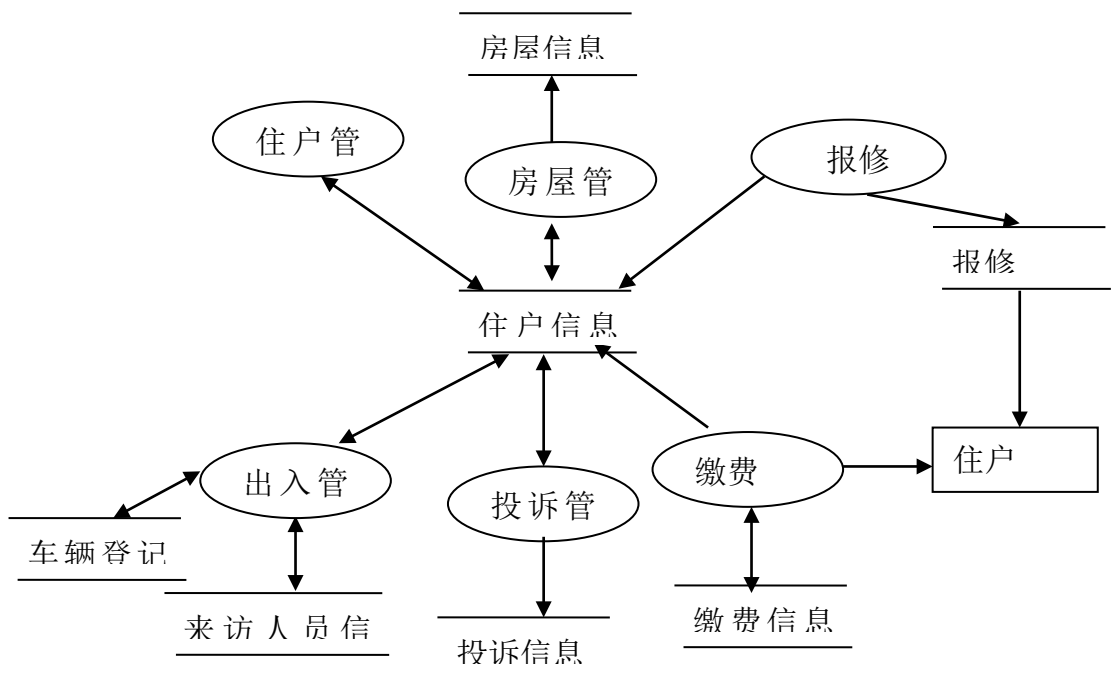 房屋信息
住户管
房屋管
报修
报修
住户信息
住户
出入管
投诉管
缴费
车辆登记
来访人员信
投诉信息
缴费信息